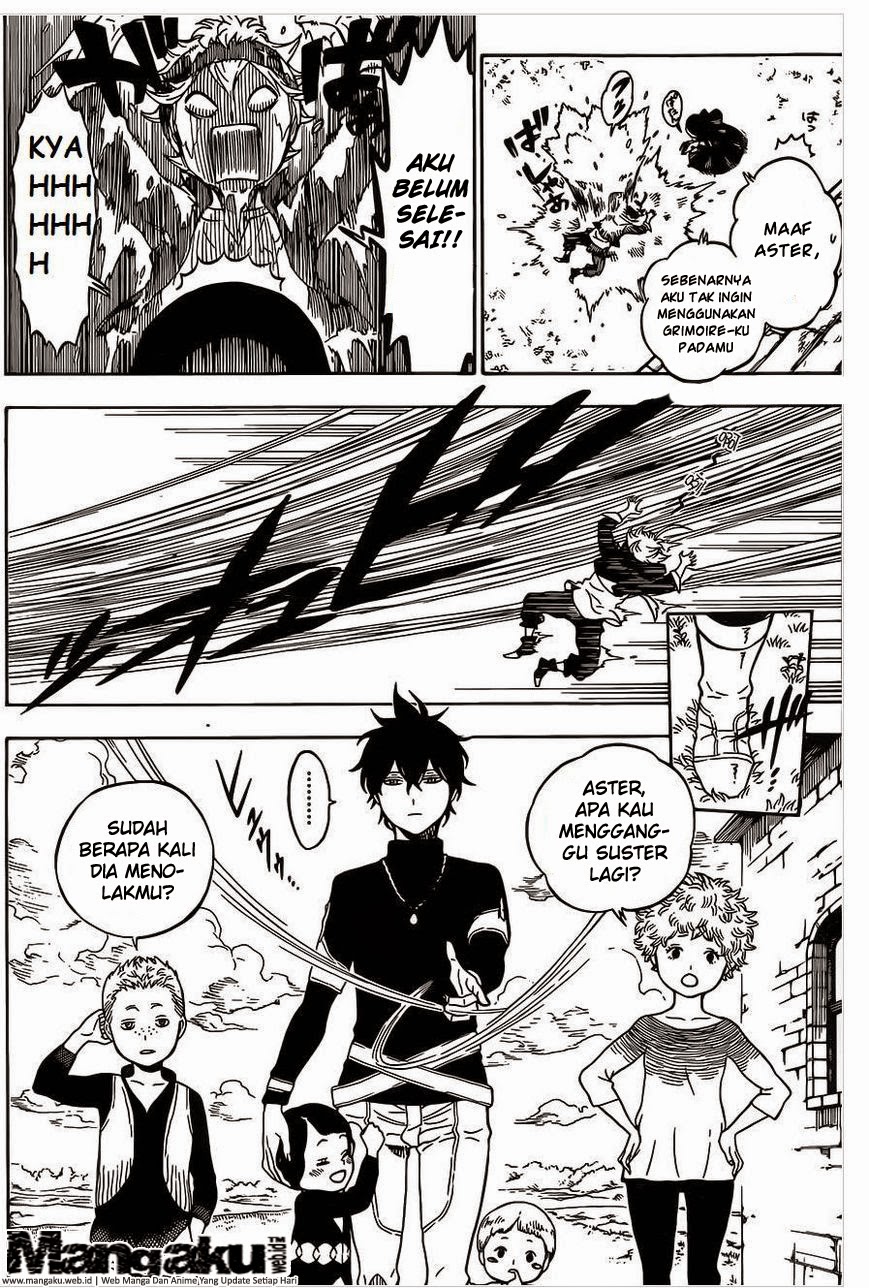 MAAF
ASTER,
SEBENARNYA
AKU TAK INGIN
MENGGUNAKAN
GRIMOIRE-KU
PADAMU
AKU
BELUM
SELE-
SAI!!
KYA
HHHH
HHHH
H
ASTER,
APA KAU
MENGGANG-
GU SUSTER
LAGI?
SUDAH
BERAPA KALI
DIA MENO-
LAKMU?
Mangaku
www.mangaku.web.id | Web Manga Dan Anime Yang Update Setiap Hari